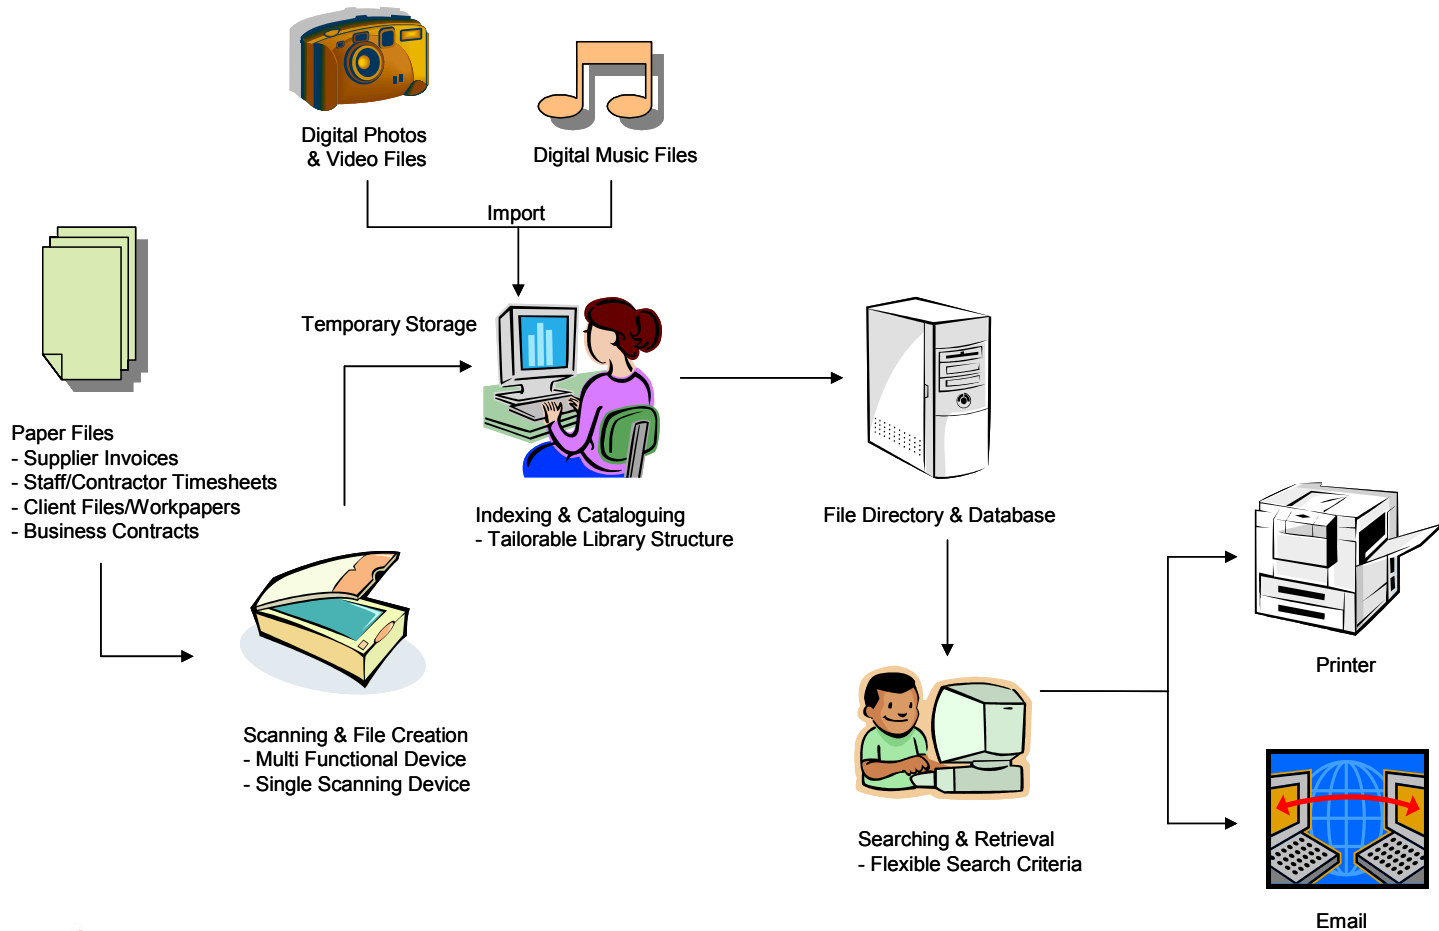 Digital Photos
& Video Files
Digital Music Files
Import
Temporary Storage
Paper Files
- Supplier Invoices
- Staff/Contractor Timesheets
- Client Files/Workpapers
- Business Contracts
Indexing & Cataloguing
- Tailorable Library Structure
File Directory & Database
Scanning & File Creation
- Multi Functional Device
- Single Scanning Device
Searching & Retrieval
- Flexible Search Criteria
Printer
Email